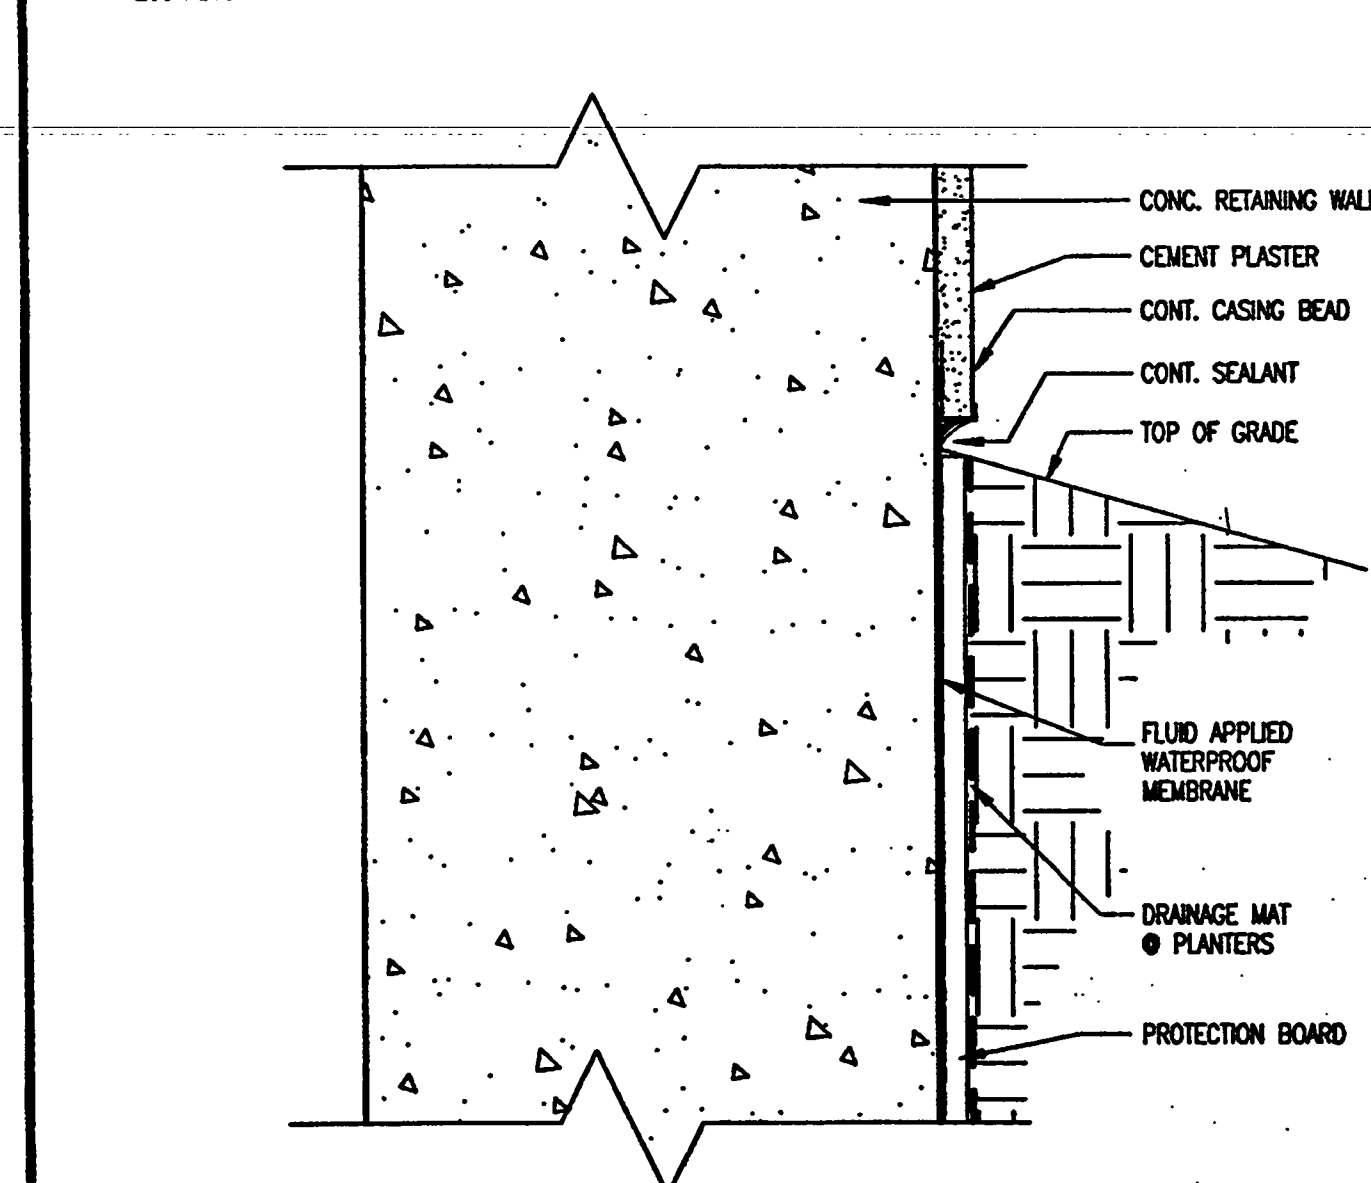 CONC. RETAINING WALL
CEMENT PLASTER
CONT. CASING BEAD
CONT. SEALANT
TOP OF GRADE
FLUID APPLIED
WATERPROOF
MEMBRANE
DRAINAGE MAT
@ PLANTERS
PROTECTION BOARD